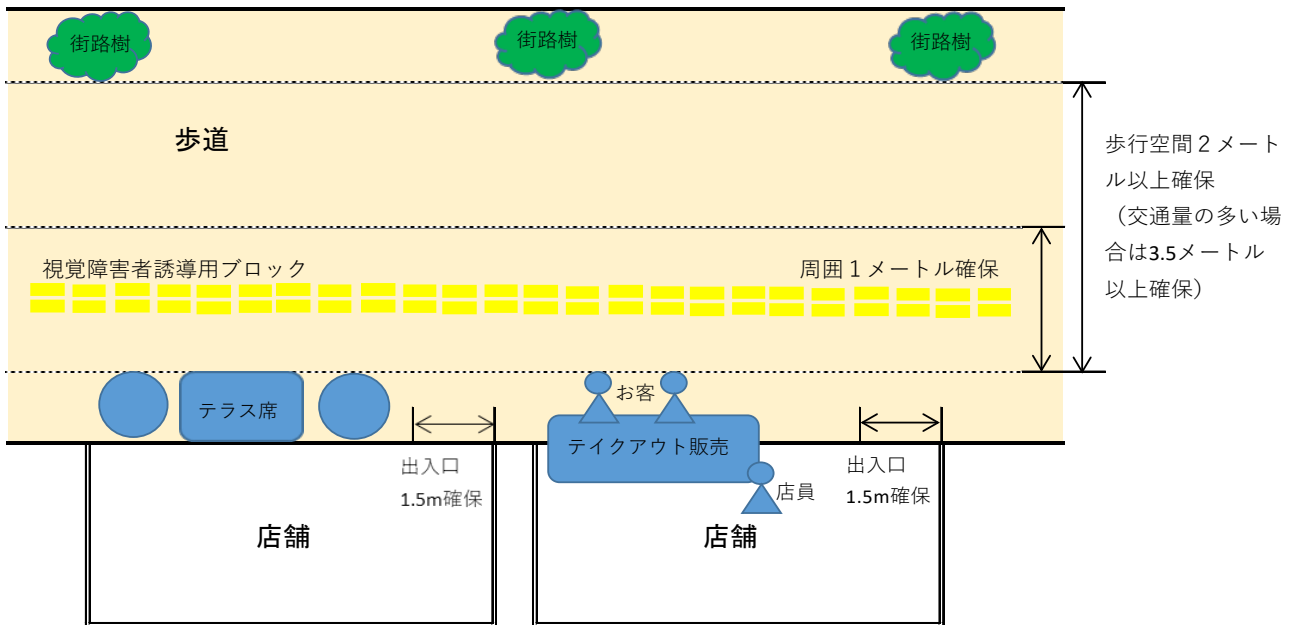 街路樹
街路樹
街路樹
歩道
歩行空間２メート
ル以上確保
（交通量の多い場
合は3.5メートル
以上確保）
視覚障害者誘導用ブロック
周囲１メートル確保
テラス席
お客
テイクアウト販売
出入口
1.5m確保
店員
出入口
1.5m確保
店舗
店舗